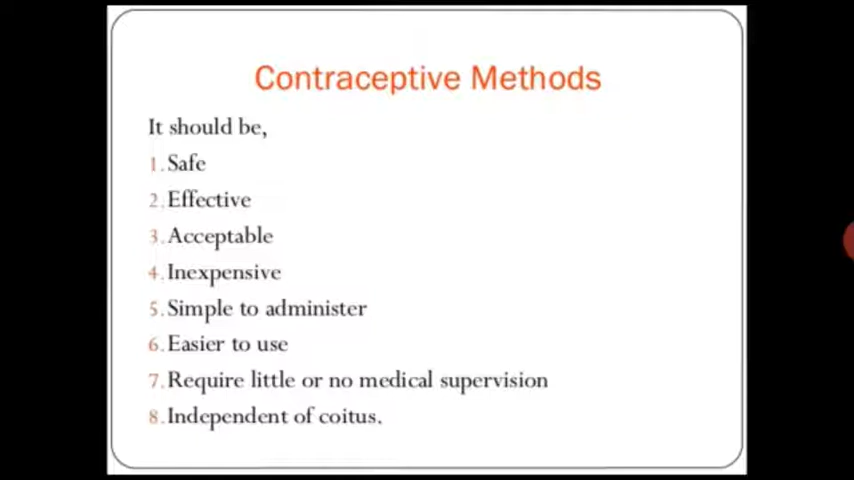 Contraceptive Methods
It should be,
1. Safe
2. Effective
3. Acceptable
4. Inexpensive
5. Simple to administer
6. Easier to use
7. Require little or no medical supervision
8. Independent of coitus.